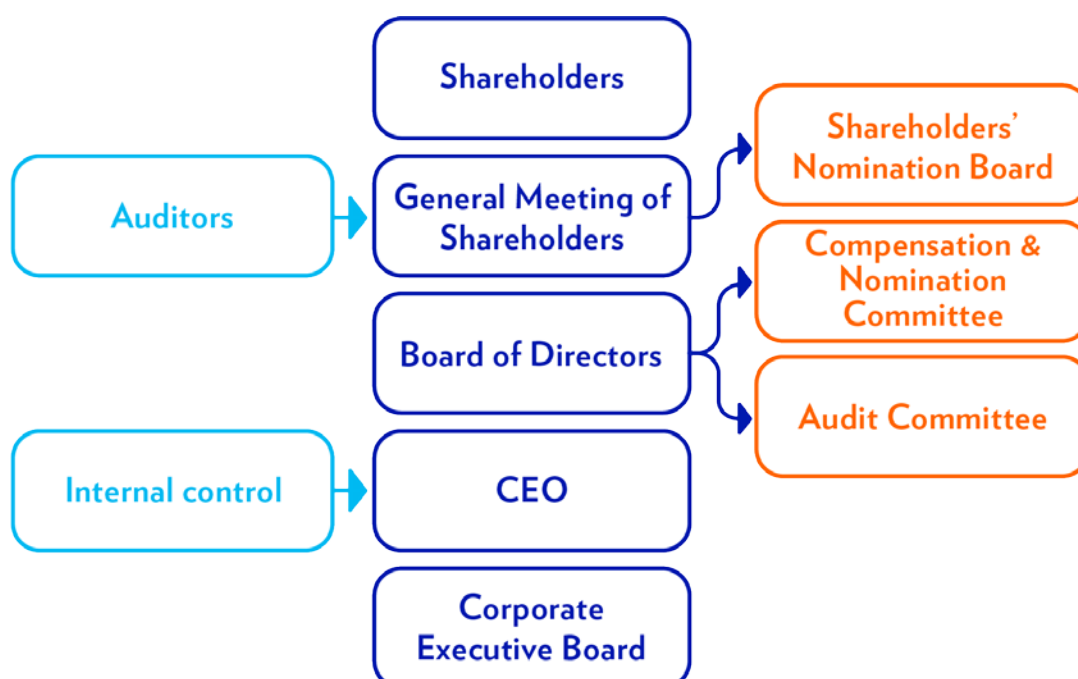 Shareholders
Shareholders’
Nomination Board
Auditors
General Meeting of
Shareholders
Compensation &
Nomination
Committee
Board of Directors
Audit Committee
Internal control
CEO
Corporate
Executive Board